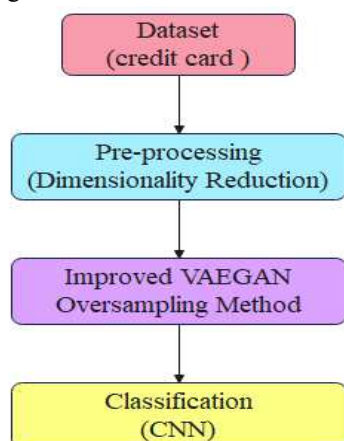 Dataset
(credit card )
Pre-processing
(Dimensionality Reduction)
Improved VAEGAN
Oversampling Method
Classification
(CNN)